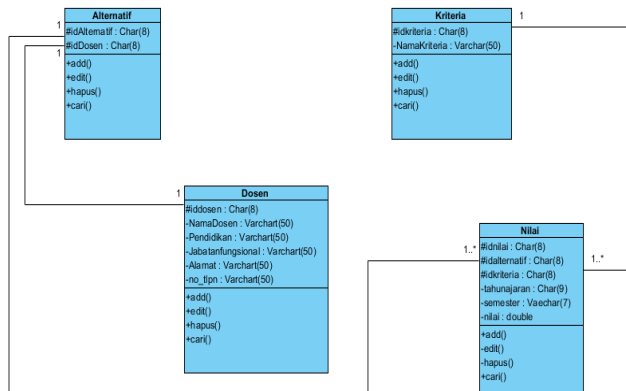 Alternatif
1
#idAlternatif : Char(8)
#idDosen : Char(8)
1
+add()
+edit()
+hapus()
+cari()
Kriteria
1
#idkriteria : Char(8)
-NamaKriteria : Varchar(50)
+add()
+edit()
+hapus()
+cari()
1
Dosen
#iddosen : Char(8)
-NamaDosen : Varchart(50)
-Pendidikan : Varchart(50)
-Jabatanfungsional : Varchart(50)
-Alamat : Varchart(50)
-no_tlpn : Varchart(50)
+add()
+edit()
+hapus()
+cari()
Nilai
1..*
1..*
#idnilai : Char(8)
#idalternatif : Char(8)
#idkriteria : Char(8)
-tahunajaran : Char(9)
-semester : Vaechar(7)
-nilai : double
+add()
-edit()
-hapus()
+cari()